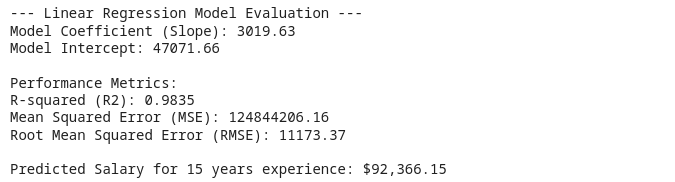 --- Linear Regression Model Evaluation ---
Model Coefficient (Slope): 3019.63
Model Intercept: 47071.66

Performance Metrics:
R-squared (R2): 0.9835
Mean Squared Error (MSE): 124844206.16
Root Mean Squared Error (RMSE): 11173.37

Predicted Salary for 15 years experience: $92,366.15